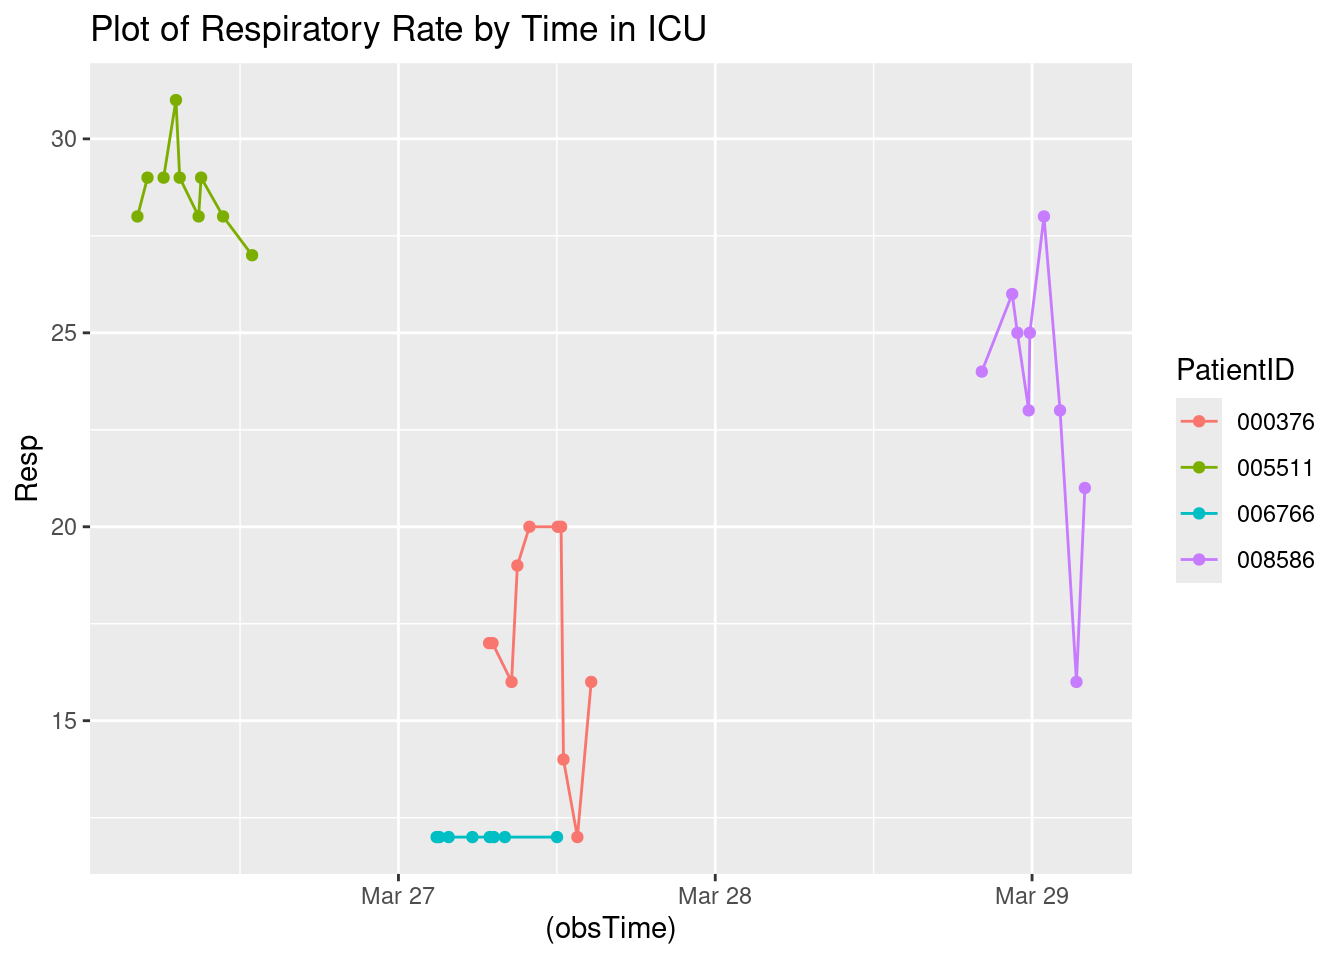 Plot of Respiratory Rate by Time in ICU
30
25
20
15
Resp
Mar 27
Mar 28
Mar 29
(obsTime)
PatientID
000376
005511
006766
008586